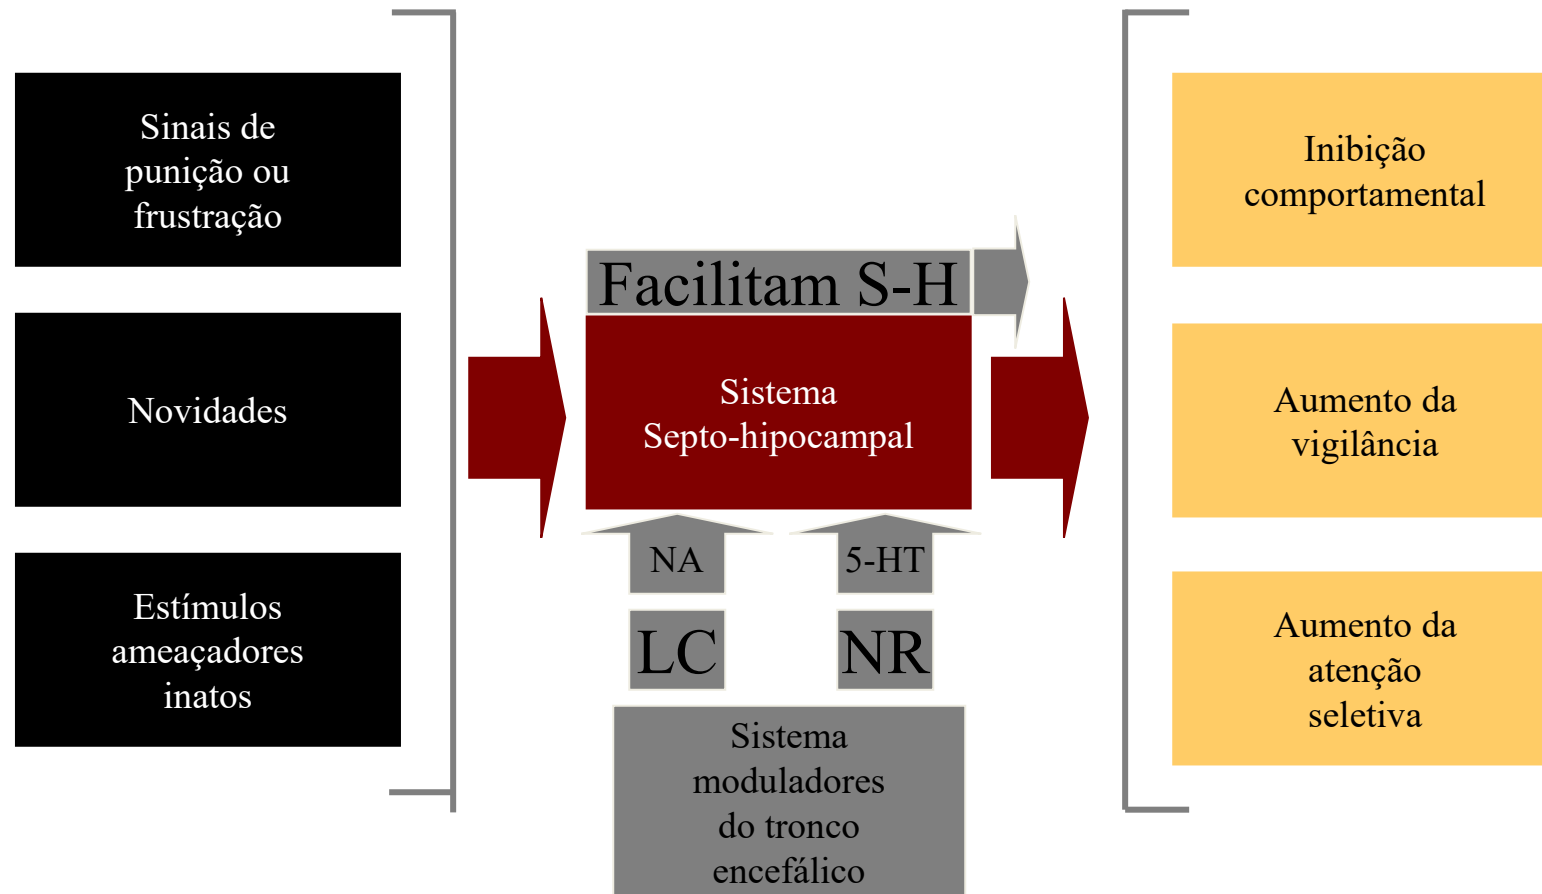 Sinais de
punição ou
frustração
Novidades
Estímulos
ameaçadores
inatos
Facilitam S-H
Sistema
Septo-hipocampal
NA
5-HT
LC
NR
Sistema
moduladores
do tronco
encefálico
Inibição
comportamental
Aumento da
vigilância
Aumento da
atenção
seletiva